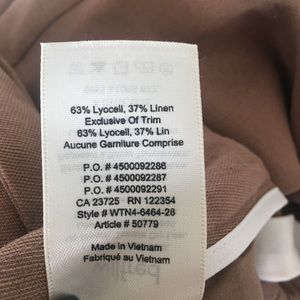 63% Lyocell, 37% Linen
Exclusive Of Trim
63% Lyocell, 37% Lin
Aucune Garniture Comprise
P.O. # 4500092286
P.O. # 4500092287
P.O. # 4500092291
CA 23725 RN 122354
Style # WTN4-6464-28
Article # 50779
Made in Vietnam
Fabriqué au Vietnam